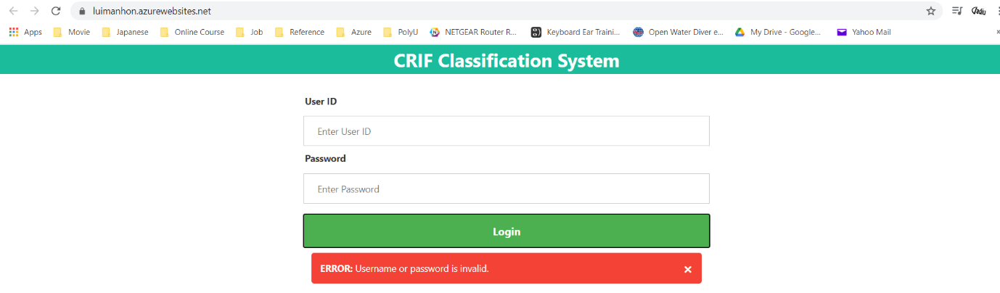 luimanhon.azurewebsites.net
Apps Movie Japanese Online Course Job Reference Azure PolyU NETGEAR Router R... Keyboard Ear Traini... Open Water Diver e... My Drive - Google... Yahoo Mail »
CRIF Classification System
User ID
Enter User ID
Password
Enter Password
Login
ERROR: Username or password is invalid. ×